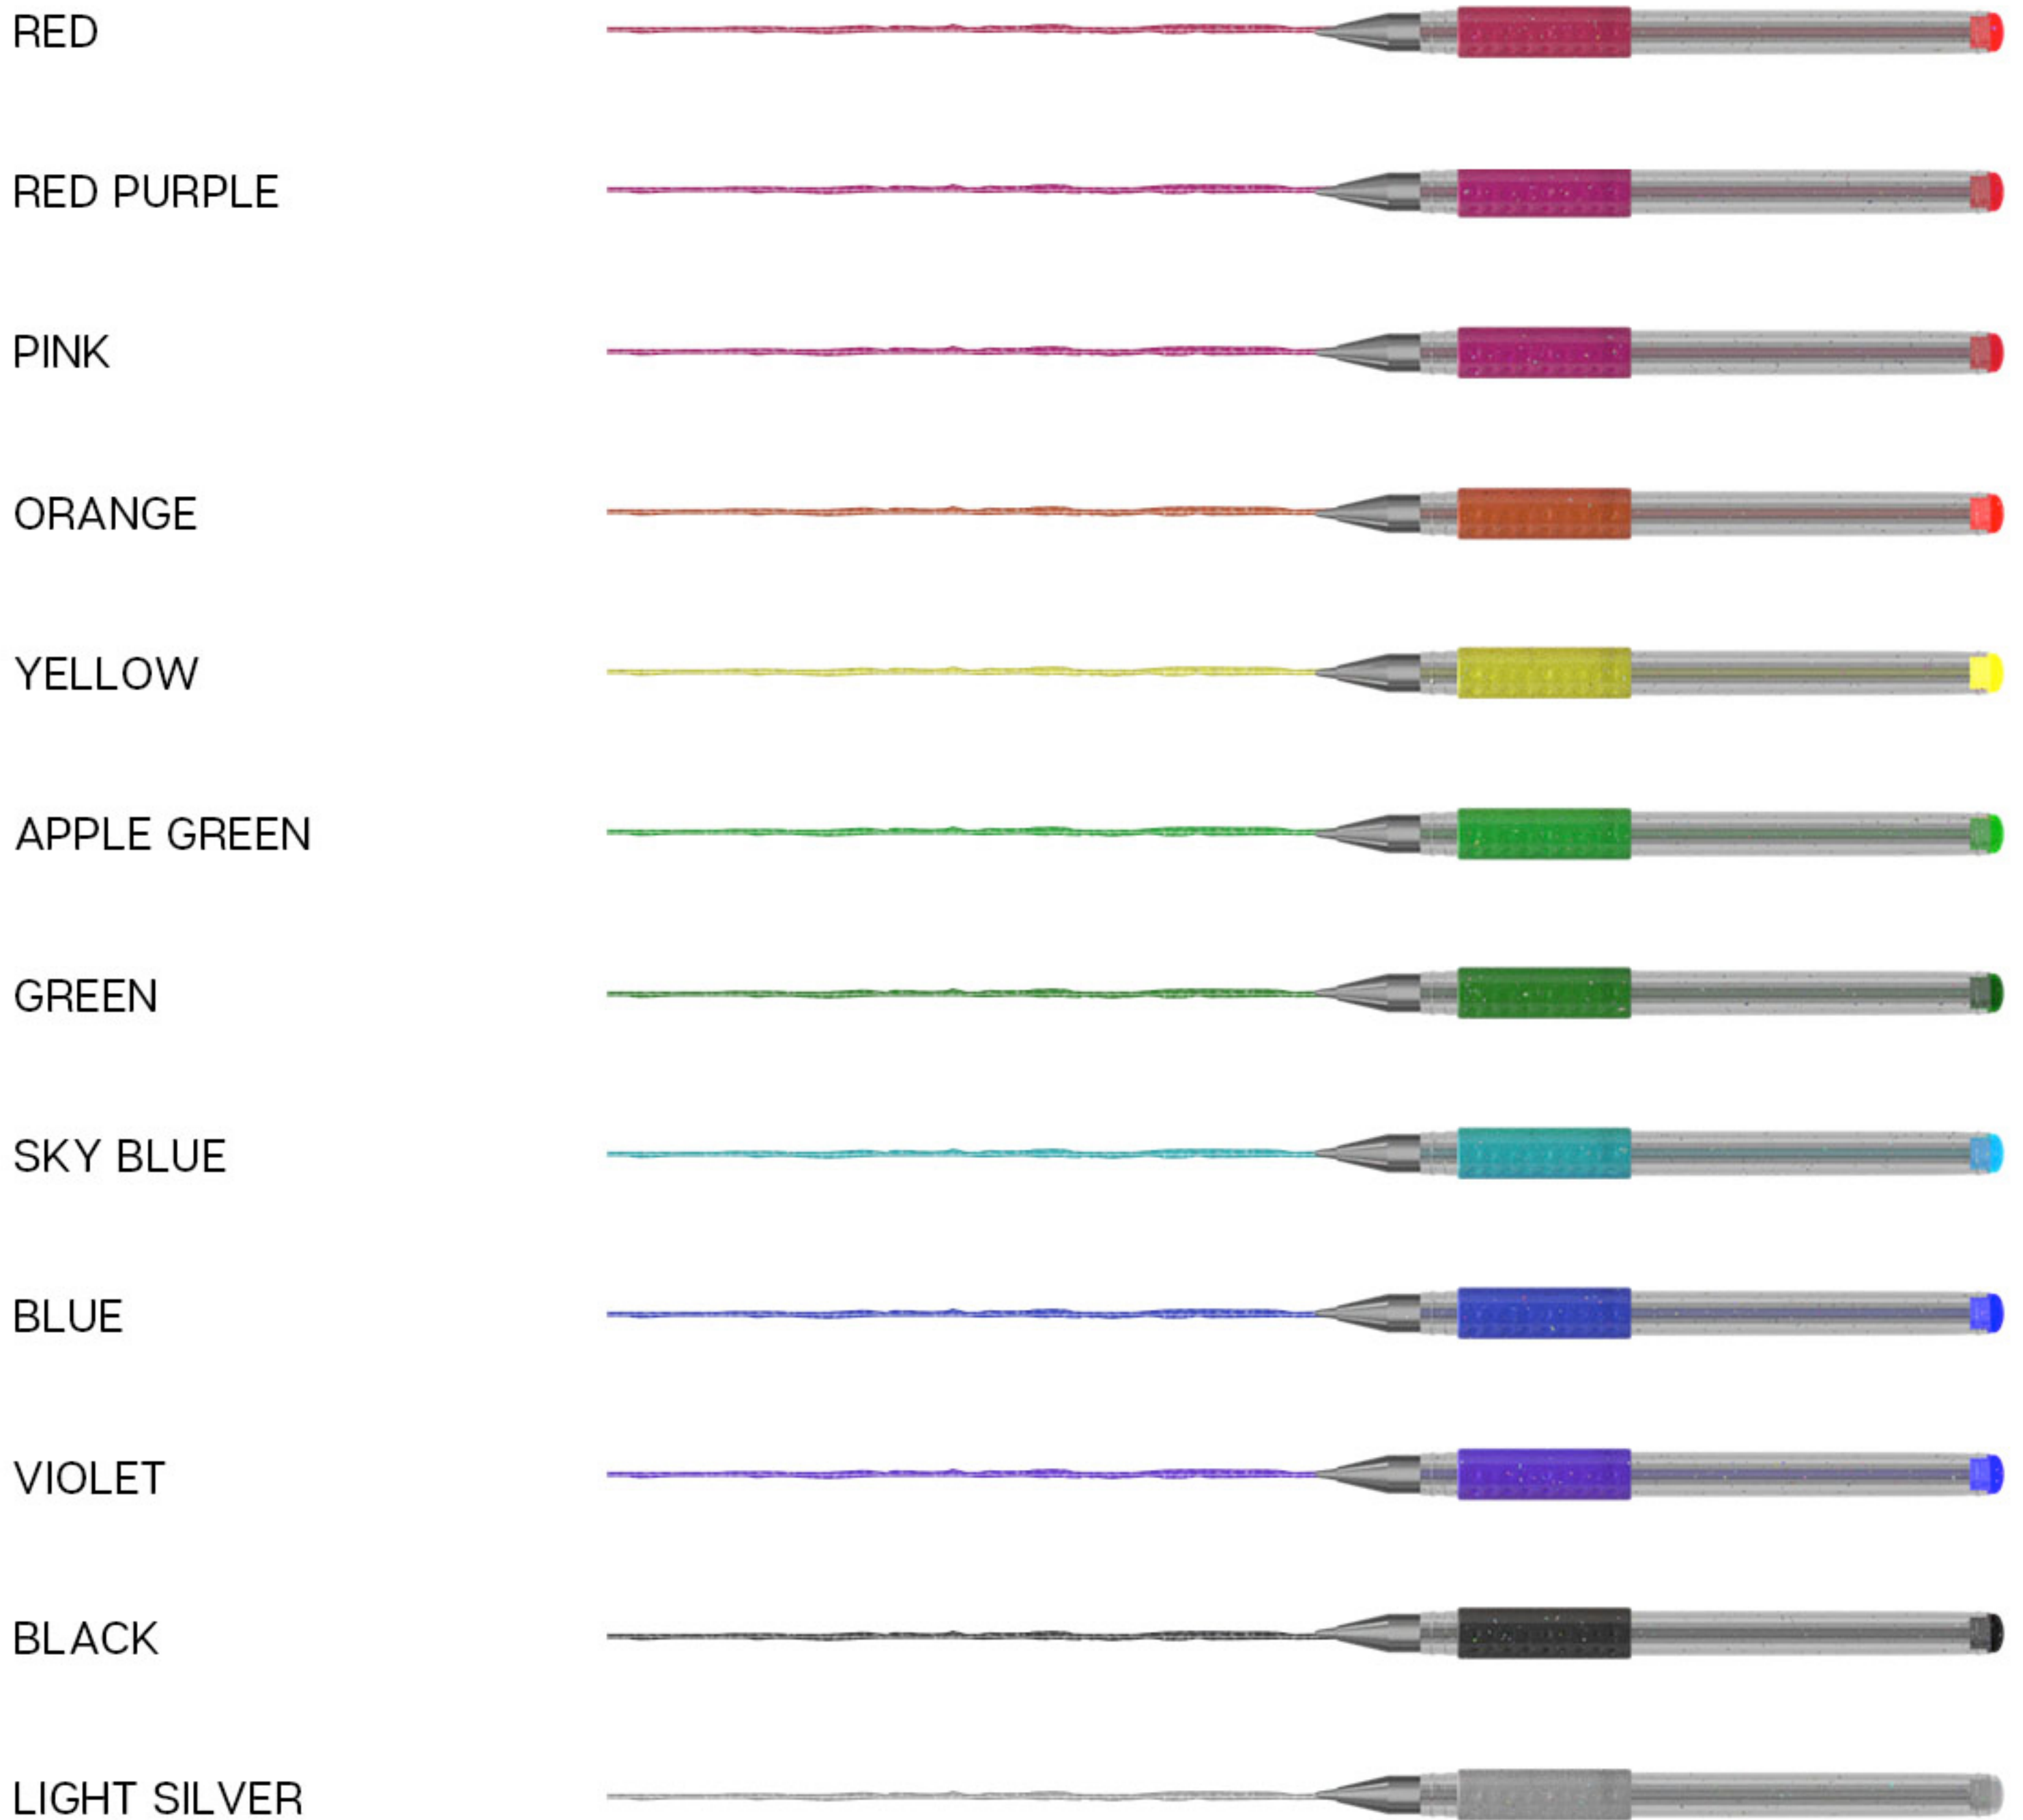 RED
RED PURPLE
PINK
ORANGE
YELLOW
APPLE GREEN
GREEN
SKY BLUE
BLUE
VIOLET
BLACK
LIGHT SILVER